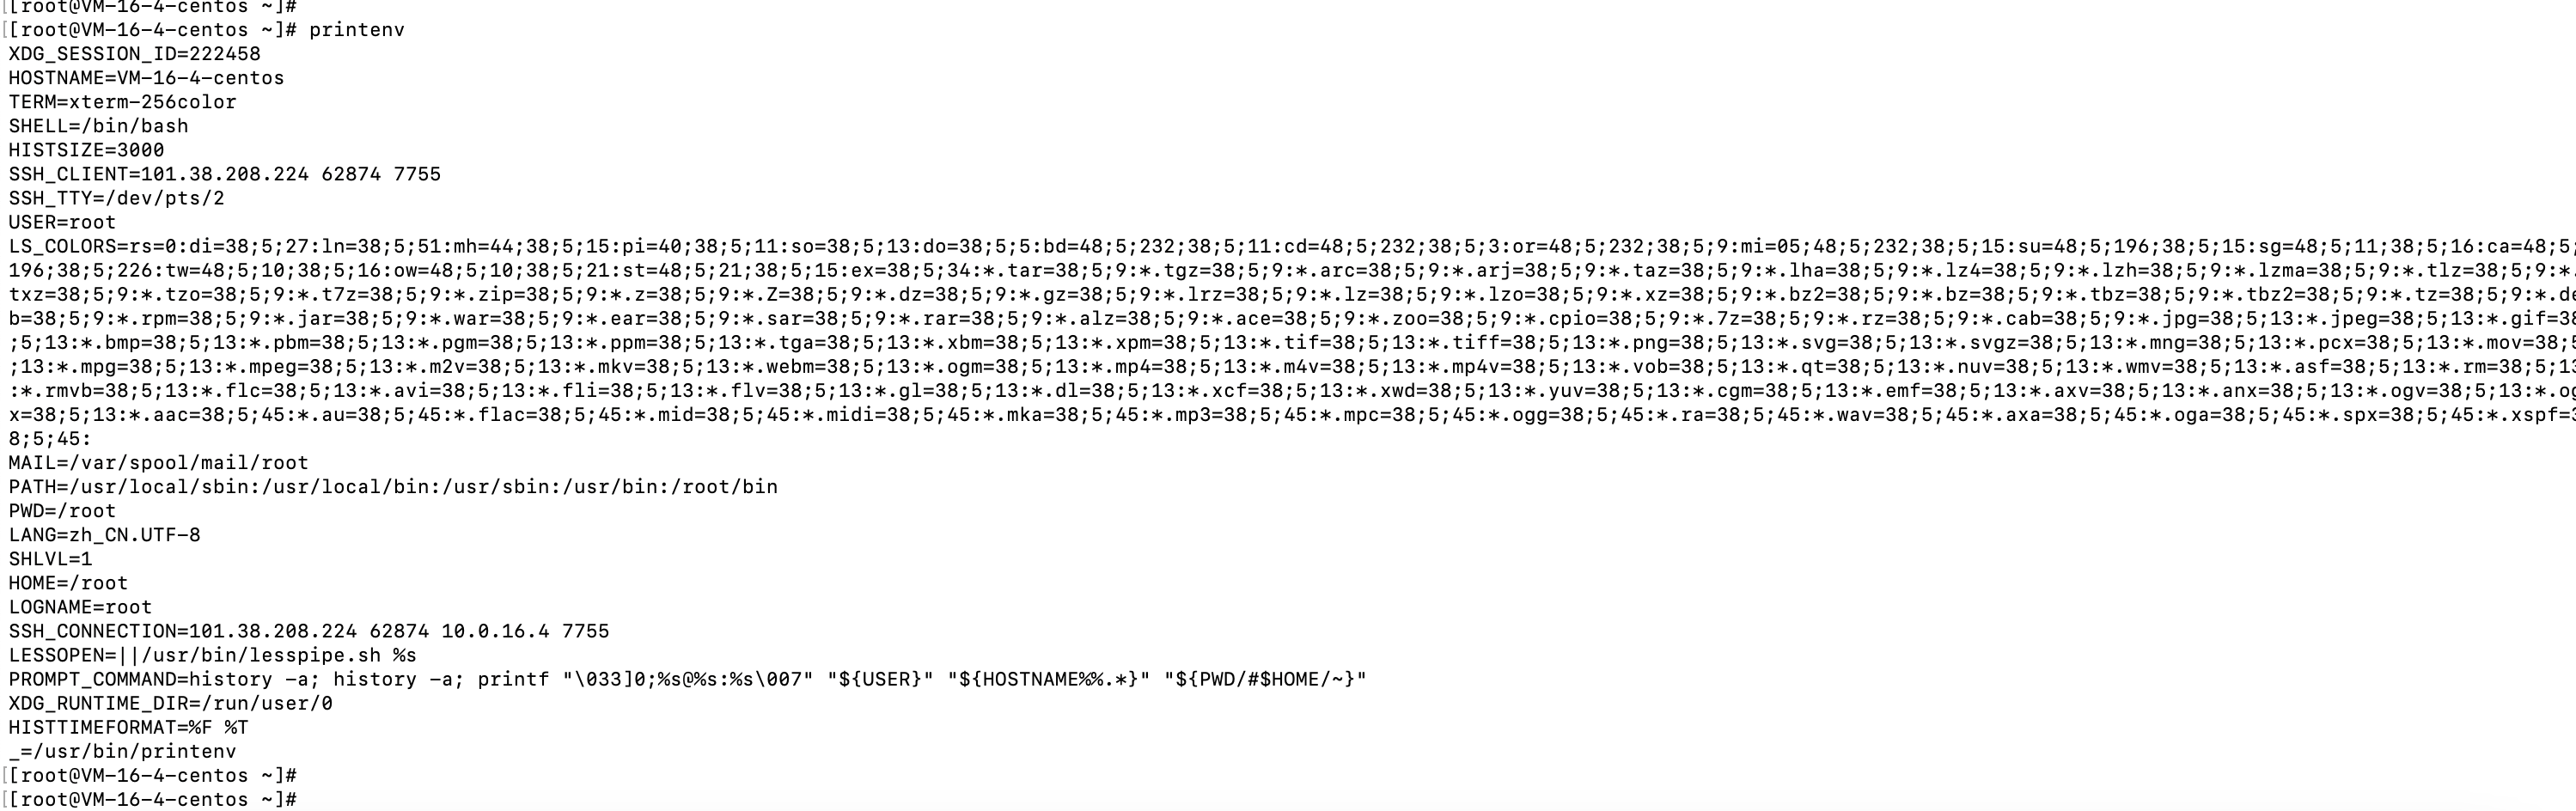 [[root@VM-16-4-centos ~]#
[[root@VM-16-4-centos ~]# printenv
XDG_SESSION_ID=222458
HOSTNAME=VM-16-4-centos
TERM=xterm-256color
SHELL=/bin/bash
HISTSIZE=3000
SSH_CLIENT=101.38.208.224 62874 7755
SSH_TTY=/dev/pts/2
USER=root
LS_COLORS=rs=0:di=38;5;27:ln=38;5;51:mh=44;38;5;15:pi=40;38;5;11:so=38;5;13:do=38;5;5:bd=48;5;232;38;5;11:cd=48;5;232;38;5;3:or=48;5;232;38;5;9:mi=05;48;5;232;38;5;15:su=48;5;196;38;5;15:sg=48;5;11;38;5;16:ca=48;5;
196;38;5;226:tw=48;5;10;38;5;16:ow=48;5;10;38;5;21:st=48;5;21;38;5;15:ex=38;5;34:*.tar=38;5;9:*.tgz=38;5;9:*.arc=38;5;9:*.arj=38;5;9:*.taz=38;5;9:*.lha=38;5;9:*.lz4=38;5;9:*.lzh=38;5;9:*.lzma=38;5;9:*.tlz=38;5;9:*.
txz=38;5;9:*.tzo=38;5;9:*.t7z=38;5;9:*.zip=38;5;9:*.z=38;5;9:*.Z=38;5;9:*.dz=38;5;9:*.gz=38;5;9:*.lrz=38;5;9:*.lz=38;5;9:*.lzo=38;5;9:*.xz=38;5;9:*.bz2=38;5;9:*.bz=38;5;9:*.tbz=38;5;9:*.tbz2=38;5;9:*.tz=38;5;9:*.de
b=38;5;9:*.rpm=38;5;9:*.jar=38;5;9:*.war=38;5;9:*.ear=38;5;9:*.sar=38;5;9:*.rar=38;5;9:*.alz=38;5;9:*.ace=38;5;9:*.zoo=38;5;9:*.cpio=38;5;9:*.7z=38;5;9:*.rz=38;5;9:*.cab=38;5;9:*.jpg=38;5;13:*.jpeg=38;5;13:*.gif=38
;5;13:*.bmp=38;5;13:*.pbm=38;5;13:*.pgm=38;5;13:*.ppm=38;5;13:*.tga=38;5;13:*.xbm=38;5;13:*.xpm=38;5;13:*.tif=38;5;13:*.tiff=38;5;13:*.png=38;5;13:*.svg=38;5;13:*.svgz=38;5;13:*.mng=38;5;13:*.pcx=38;5;13:*.mov=38;5
;13:*.mpg=38;5;13:*.mpeg=38;5;13:*.m2v=38;5;13:*.mkv=38;5;13:*.webm=38;5;13:*.ogm=38;5;13:*.mp4=38;5;13:*.m4v=38;5;13:*.mp4v=38;5;13:*.vob=38;5;13:*.qt=38;5;13:*.nuv=38;5;13:*.wmv=38;5;13:*.asf=38;5;13:*.rm=38;5;13
:*.rmvb=38;5;13:*.flc=38;5;13:*.avi=38;5;13:*.fli=38;5;13:*.flv=38;5;13:*.gl=38;5;13:*.dl=38;5;13:*.xcf=38;5;13:*.xwd=38;5;13:*.yuv=38;5;13:*.cgm=38;5;13:*.emf=38;5;13:*.axv=38;5;13:*.anx=38;5;13:*.ogv=38;5;13:*.og
x=38;5;13:*.aac=38;5;45:*.au=38;5;45:*.flac=38;5;45:*.mid=38;5;45:*.midi=38;5;45:*.mka=38;5;45:*.mp3=38;5;45:*.mpc=38;5;45:*.ogg=38;5;45:*.ra=38;5;45:*.wav=38;5;45:*.axa=38;5;45:*.oga=38;5;45:*.spx=38;5;45:*.xspf=3
8;5;45:
MAIL=/var/spool/mail/root
PATH=/usr/local/sbin:/usr/local/bin:/usr/sbin:/usr/bin:/root/bin
PWD=/root
LANG=zh_CN.UTF-8
SHLVL=1
HOME=/root
LOGNAME=root
SSH_CONNECTION=101.38.208.224 62874 10.0.16.4 7755
LESSOPEN=||/usr/bin/lesspipe.sh %s
PROMPT_COMMAND=history -a; history -a; printf "\033]0;%s@%s:%s\007" "${USER}" "${HOSTNAME%%.*}" "${PWD/#$HOME/~}"
XDG_RUNTIME_DIR=/run/user/0
HISTTIMEFORMAT=%F %T
_=/usr/bin/printenv
[[root@VM-16-4-centos ~]#
[[root@VM-16-4-centos ~]#